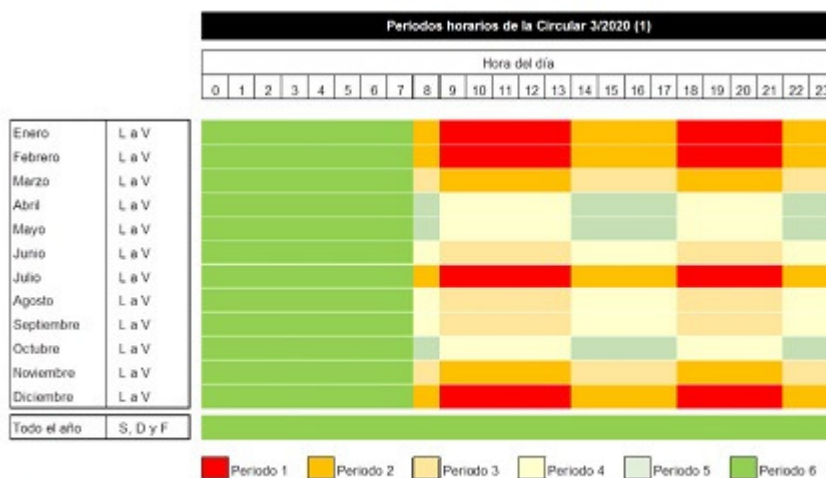 Periodos horarios de la Circular 3/2020 (1)
Hora del día
0 1 2 3 4 5 6 7 8 9 10 11 12 13 14 15 16 17 18 19 20 21 22 23
Enero L a V
Febrero L a V
Marzo L a V
Abril L a V
Mayo L a V
Junio L a V
Julio L a V
Agosto L a V
Septiembre L a V
Octubre L a V
Noviembre L a V
Diciembre L a V
Todo el año S, D y F
Periodo 1 Periodo 2 Periodo 3 Periodo 4 Periodo 5 Periodo 6